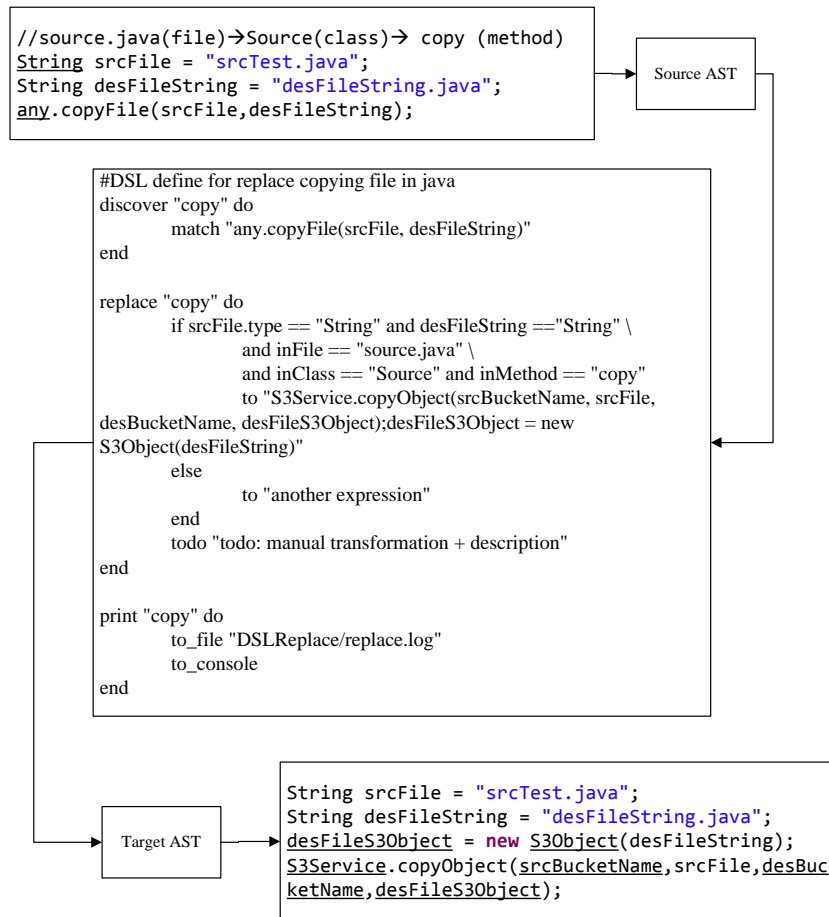 //source.java(file)→Source(class)→ copy (method)
String srcFile = "srcTest.java";
String desFileString = "desFileString.java";
any.copyFile(srcFile,desFileString);
Source AST
#DSL define for replace copying file in java
discover "copy" do
match "any.copyFile(srcFile, desFileString)"
end
replace "copy" do
if srcFile.type == "String" and desFileString =="String" \
and inFile == "source.java" \
and inClass == "Source" and inMethod == "copy"
to "S3Service.copyObject(srcBucketName, srcFile,
desBucketName, desFileS3Object);desFileS3Object = new
S3Object(desFileString)"
else
to "another expression"
end
todo "todo: manual transformation + description"
end
print "copy" do
to_file "DSLReplace/replace.log"
to_console
end
Target AST
String srcFile = "srcTest.java";
String desFileString = "desFileString.java";
desFileS3Object = new S3Object(desFileString);
S3Service.copyObject(srcBucketName,srcFile,desBuc
ketName,desFileS3Object);